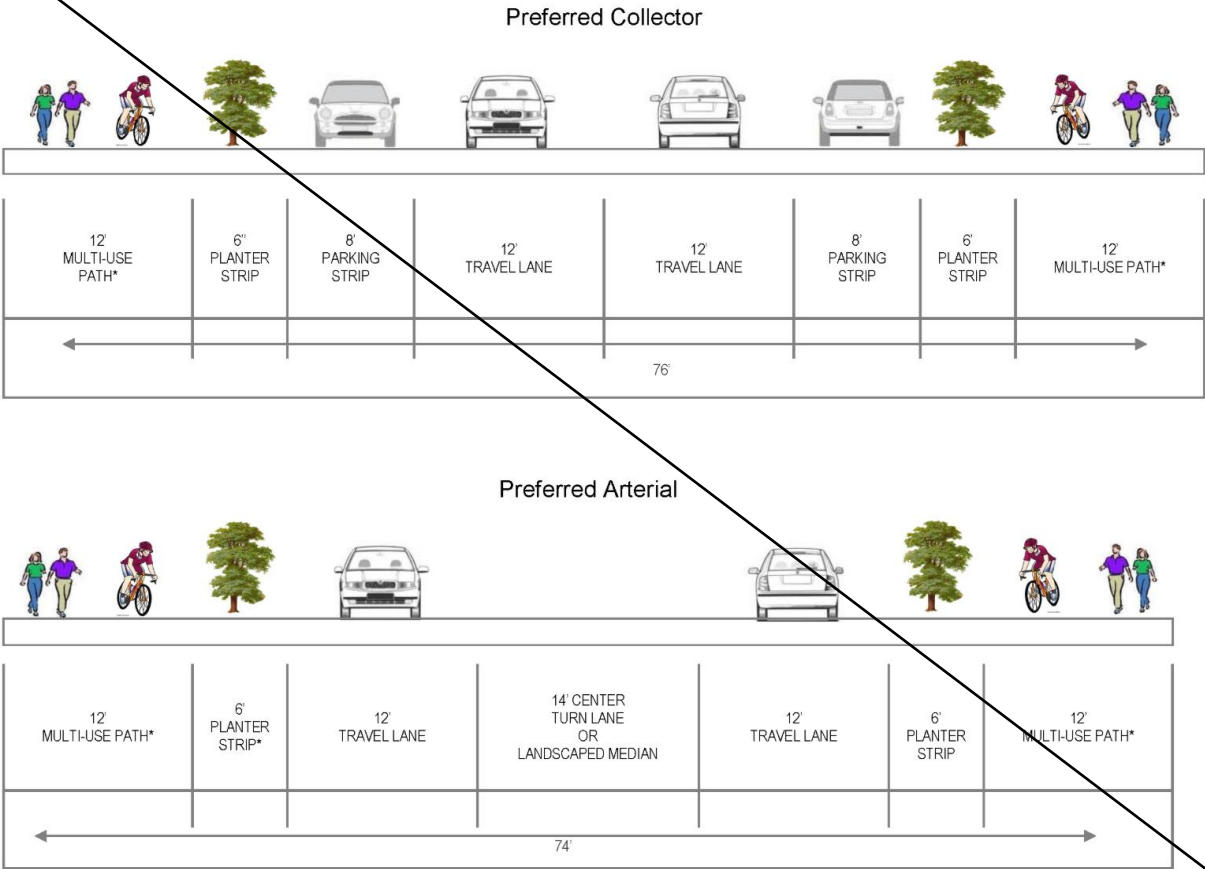 Preferred Collector
12'
MULTI-USE
PATH*
6''
PLANTER
STRIP
8'
PARKING
STRIP
12'
TRAVEL LANE
12'
TRAVEL LANE
8'
PARKING
STRIP
6'
PLANTER
STRIP
12'
MULTI-USE PATH*
76'
Preferred Arterial
12'
MULTI-USE PATH*
6'
PLANTER
STRIP*
12'
TRAVEL LANE
14' CENTER
TURN LANE
OR
LANDSCAPED MEDIAN
12'
TRAVEL LANE
6'
PLANTER
STRIP
12'
MULTI-USE PATH*
74'